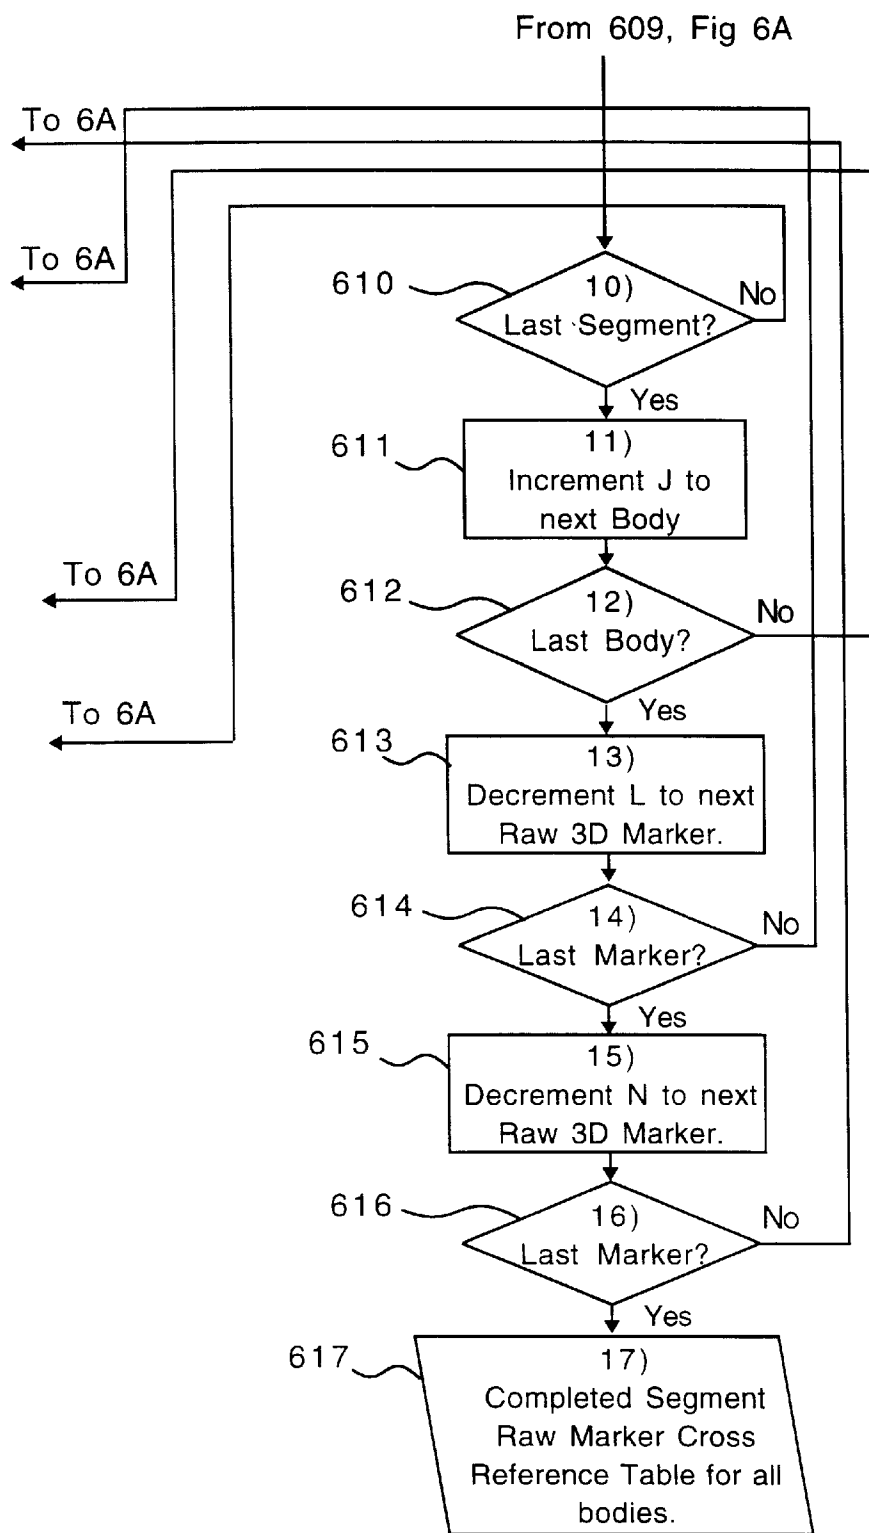 From 609, Fig 6A
To 6A
To 6A
610
10)
No
Last Segment?
Yes
611
11)
Increment J to
next Body
To 6A
612
12)
No
Last Body?
Yes
To 6A
613
13)
Decrement L to next
Raw 3D Marker.
614
14)
No
Last Marker?
Yes
615
15)
Decrement N to next
Raw 3D Marker.
616
16)
No
Last Marker?
Yes
617
17)
Completed Segment
Raw Marker Cross
Reference Table for all
bodies.